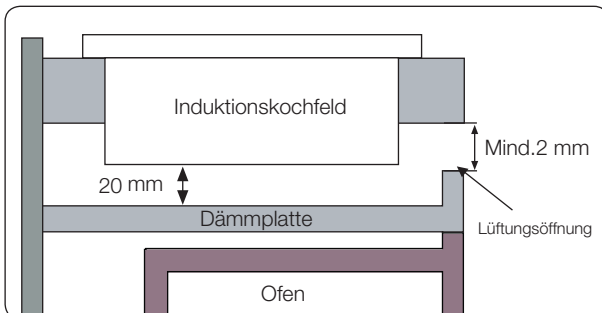 Induktionskochfeld
Mind.2 mm
20 mm
Dämmplatte
Lüftungsöffnung
Ofen